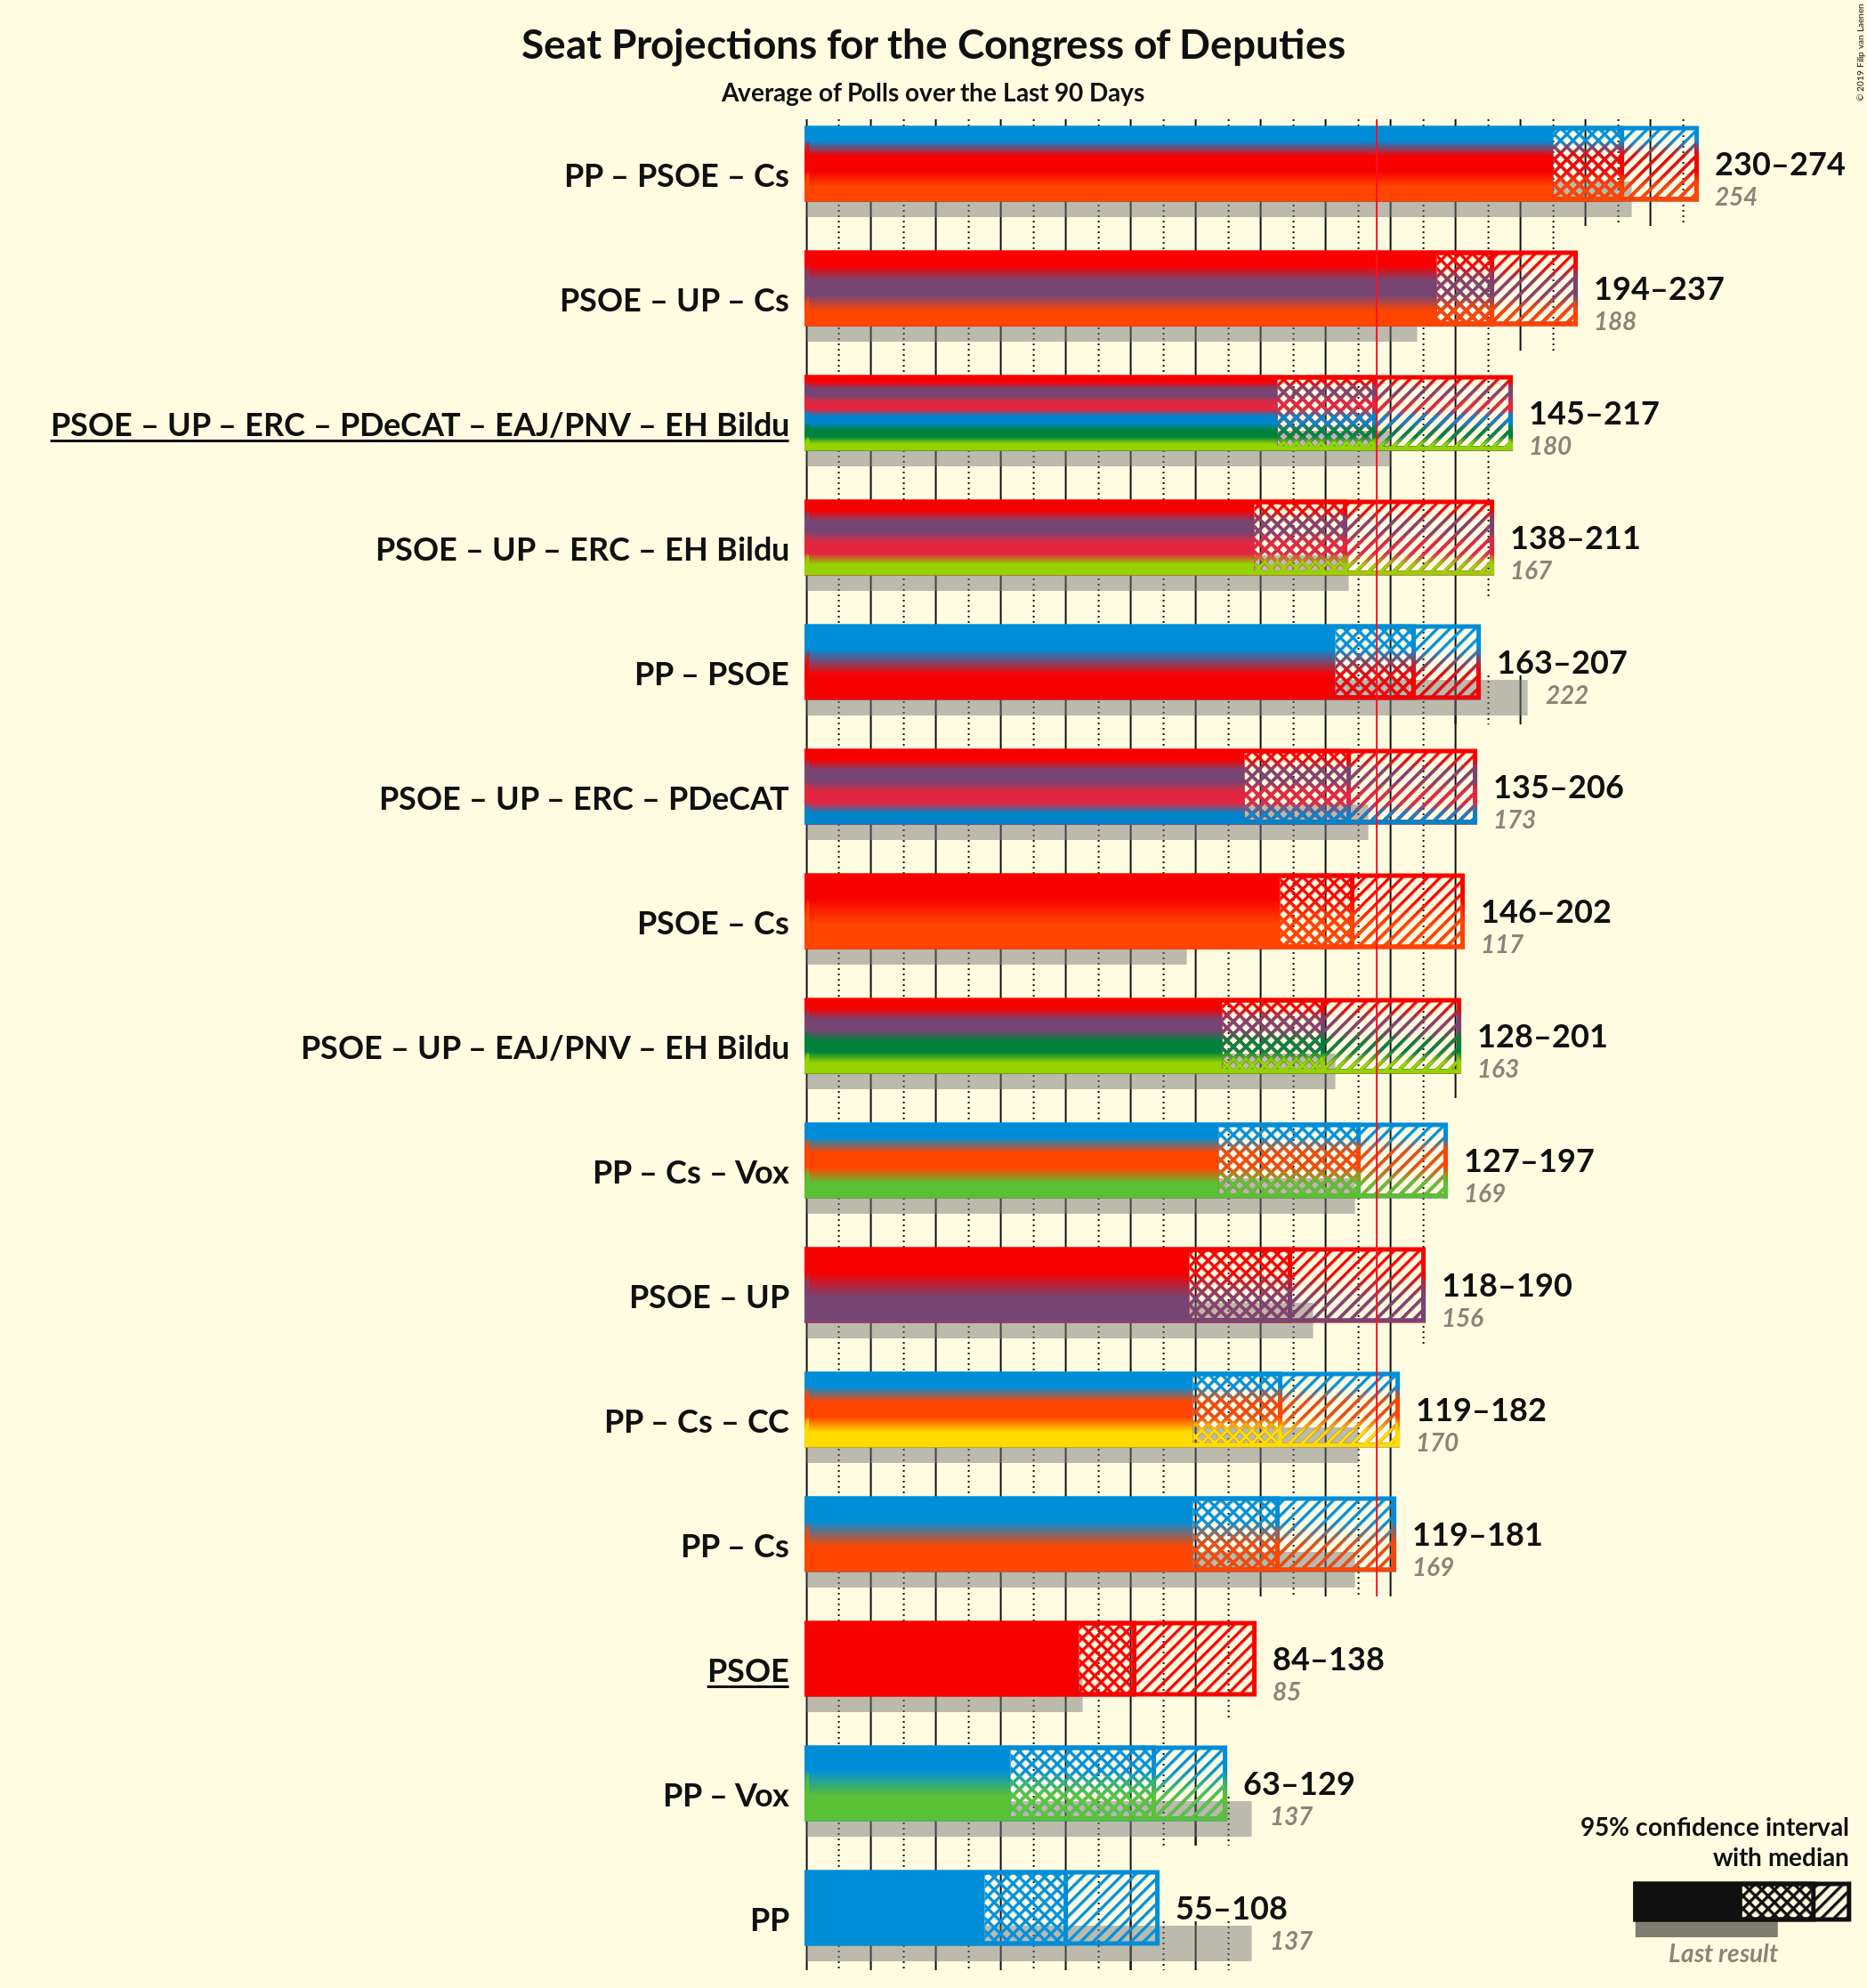 Seat Projections for the Congress of Deputies
Average of Polls over the Last 90 Days
© 2019 Filip van Laenen
PP – PSOE – Cs
230–274
254
PSOE – UP – Cs
194–237
188
PSOE – UP – ERC – PDeCAT – EAJ/PNV – EH Bildu
145–217
180
PSOE – UP – ERC – EH Bildu
138–211
167
PP – PSOE
163–207
222
PSOE – UP – ERC – PDeCAT
135–206
173
PSOE – Cs
146–202
117
PSOE – UP – EAJ/PNV – EH Bildu
128–201
163
PP – Cs – Vox
127–197
169
PSOE – UP
118–190
156
PP – Cs – CC
119–182
170
PP – Cs
119–181
169
PSOE
84–138
85
PP – Vox
63–129
137
PP
55–108
137
95% confidence interval
with median
Last result